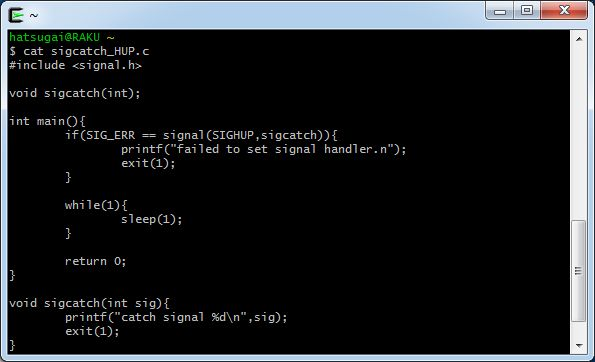 ~
hatsugai@RAKU ~
$ cat sigcatch_HUP.c
#include <signal.h>

void sigcatch(int);

int main(){
        if(SIG_ERR == signal(SIGHUP,sigcatch)){
                printf("failed to set signal handler.n");
                exit(1);
        }

        while(1){
                sleep(1);
        }

        return 0;
}

void sigcatch(int sig){
        printf("catch signal %d\n",sig);
        exit(1);
}